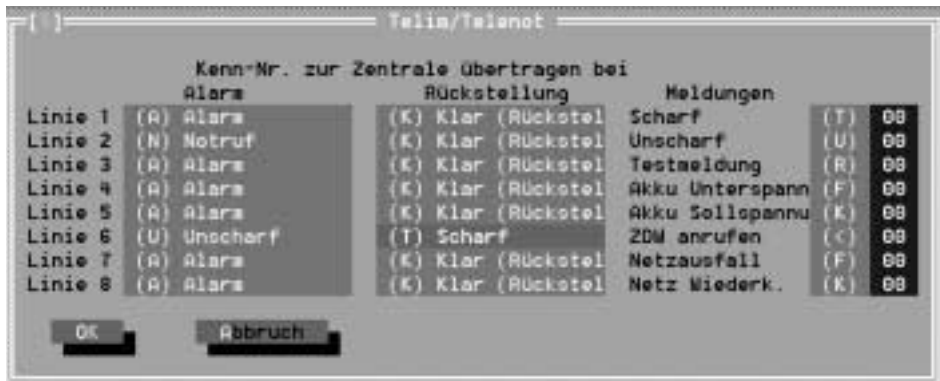 Telim/Telenot
Kenn-Nr. zur Zentrale übertragen bei
Alarm Rückstellung Meldungen
Linie 1 (A) Alarm (K) Klar (Rückstel Scharf (T) 00
Linie 2 (N) Notruf (K) Klar (Rückstel Unscharf (U) 00
Linie 3 (A) Alarm (K) Klar (Rückstel Testmeldung (R) 00
Linie 4 (A) Alarm (K) Klar (Rückstel Akku Unterspann (F) 00
Linie 5 (A) Alarm (K) Klar (Rückstel Akku Sollspannu (K) 00
Linie 6 (U) Unscharf (T) Scharf ZDW anrufen (<) 00
Linie 7 (A) Alarm (K) Klar (Rückstel Netzausfall (F) 00
Linie 8 (A) Alarm (K) Klar (Rückstel Netz Wiederk. (K) 00
OK Abbruch